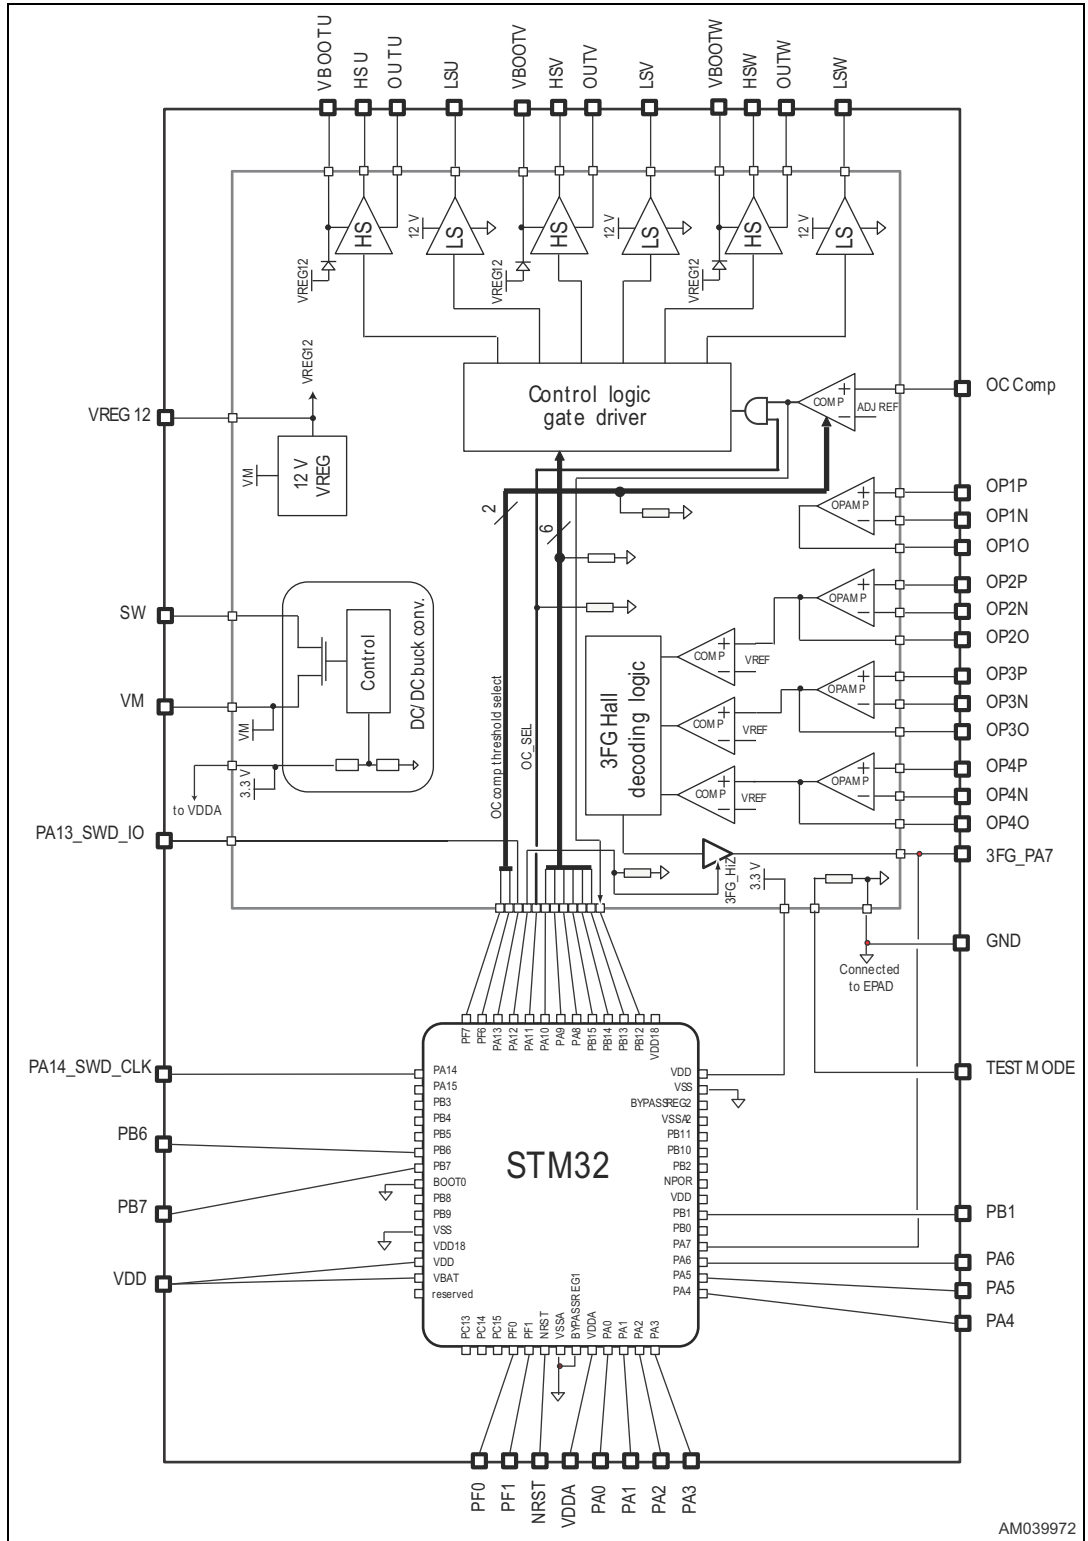 VBOOTU
HSU
OUTU
LSU
VBOOTV
HSV
OUTV
LSV
VBOOTW
HSW
OUTW
LSW
HS
12 V
LS
HS
12 V
LS
HS
12 V
LS
VREG12
VREG12
VREG12
VREG12
Control logic
gate driver
COMP
+
−
ADJ REF
OC Comp
VREG12
12 V
VREG
VM
2
6
OPAMP
+
−
OP1P
OP1N
OP1O
SW
VM
Control
DC/DC buck conv.
VM
3.3 V
to VDDA
OC comp threshold select
OC_SEL
3FG Hall
decoding logic
COMP
+
−
VREF
OPAMP
+
−
OP2P
OP2N
OP2O
COMP
+
−
VREF
OPAMP
+
−
OP3P
OP3N
OP3O
COMP
+
−
VREF
OPAMP
+
−
OP4P
OP4N
OP4O
PA13_SWD_IO
3FG_HiZ
3.3 V
3FG_PA7
GND
Connected
to EPAD
TESTMODE
PF7
PF6
PA13
PA12
PA11
PA10
PA9
PA8
PB15
PB14
PB13
PB12
VDD18
PA14_SWD_CLK
PB6
PB7
VDD
PA14
PA15
PB3
PB4
PB5
PB6
PB7
BOOT0
PB8
PB9
VSS
VDD18
VDD
VBAT
reserved
STM32
VDD
VSS
BYPASSREG2
VSSA2
PB11
PB10
PB2
NPOR
VDD
PB1
PB0
PA7
PA6
PA5
PA4
PB1
PA6
PA5
PA4
PC13
PC14
PC15
PF0
PF1
NRST
VSSA
BYPASSREG1
VDDA
PA0
PA1
PA2
PA3
PF0
PF1
NRST
VDDA
PA0
PA1
PA2
PA3
AM039972